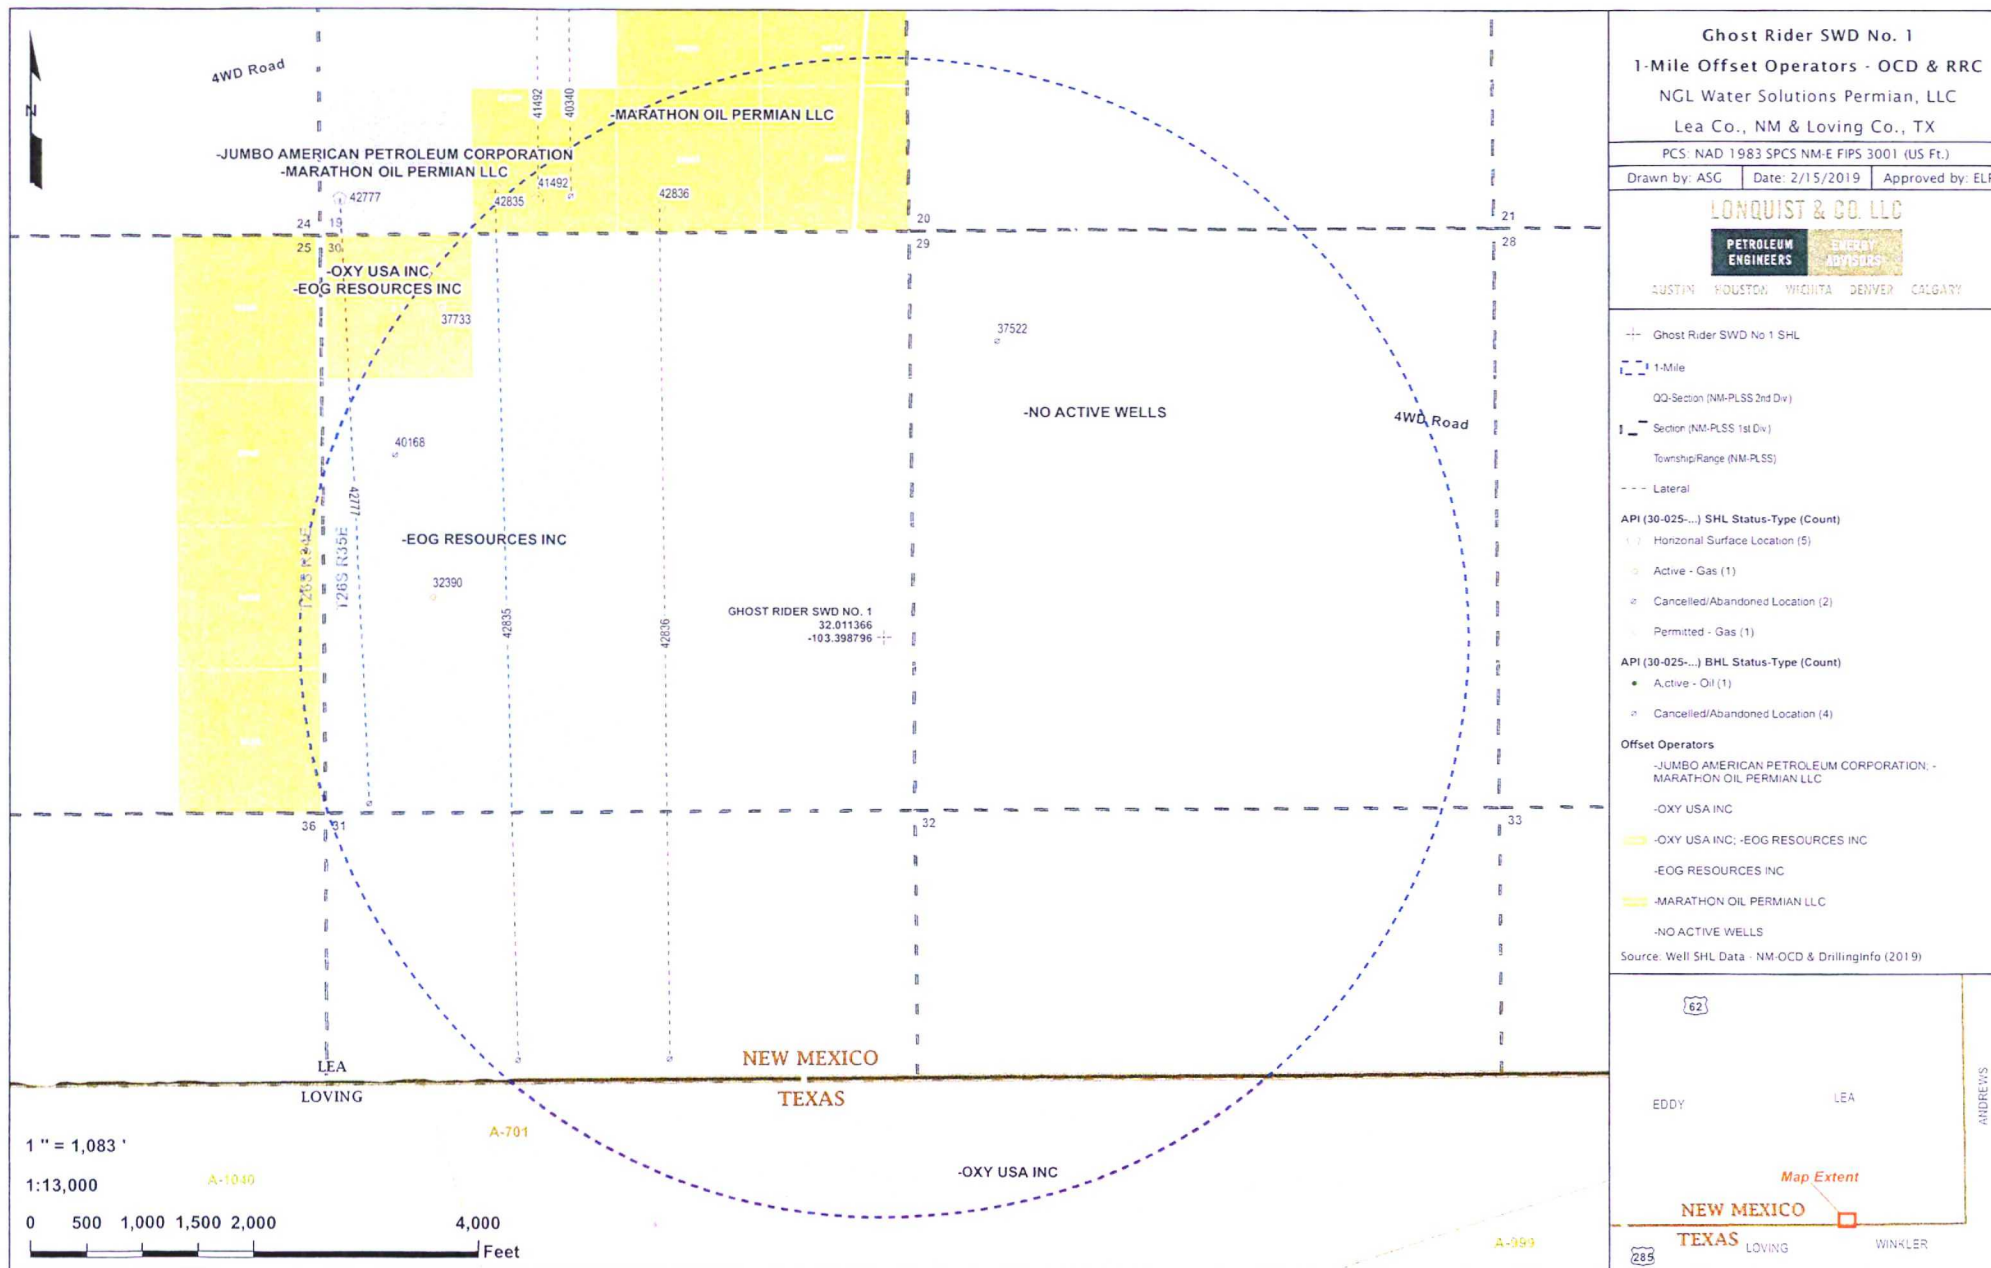 4WD Road
N
41492
40340
-MARATHON OIL PERMIAN LLC
-JUMBO AMERICAN PETROLEUM CORPORATION
-MARATHON OIL PERMIAN LLC
42777
41492
42835
42836
24 19
25 30
20
29
21
28
-OXY USA INC
-EOG RESOURCES INC
37733
37522
-NO ACTIVE WELLS
4WD Road
40168
42777
-EOG RESOURCES INC
T26S R34E
T26S R35E
32390
42835
42836
GHOST RIDER SWD NO. 1
32.011366
-103.398796
36 31
32
33
LEA
LOVING
NEW MEXICO
TEXAS
A-701
-OXY USA INC
A-1040
A-999
1 " = 1,083 '
1:13,000
0 500 1,000 1,500 2,000 4,000
Feet
Ghost Rider SWD No. 1
1-Mile Offset Operators - OCD & RRC
NGL Water Solutions Permian, LLC
Lea Co., NM & Loving Co., TX
PCS: NAD 1983 SPCS NM-E FIPS 3001 (US Ft.)
Drawn by: ASG Date: 2/15/2019 Approved by: ELR
LONQUIST & CO. LLC
PETROLEUM ENGINEERS
ENERGY ADVISORS
AUSTIN HOUSTON WICHITA DENVER CALGARY
Ghost Rider SWD No 1 SHL
1-Mile
QQ-Section (NM-PLSS 2nd Div.)
Section (NM-PLSS 1st Div.)
Township/Range (NM-PLSS)
Lateral
API (30-025-...) SHL Status-Type (Count)
Horizonal Surface Location (5)
Active - Gas (1)
Cancelled/Abandoned Location (2)
Permitted - Gas (1)
API (30-025-...) BHL Status-Type (Count)
Active - Oil (1)
Cancelled/Abandoned Location (4)
Offset Operators
-JUMBO AMERICAN PETROLEUM CORPORATION; -
MARATHON OIL PERMIAN LLC
-OXY USA INC
-OXY USA INC; -EOG RESOURCES INC
-EOG RESOURCES INC
-MARATHON OIL PERMIAN LLC
-NO ACTIVE WELLS
Source: Well SHL Data - NM-OCD & DrillingInfo (2019)
62
EDDY
LEA
ANDREWS
Map Extent
NEW MEXICO
TEXAS
LOVING
WINKLER
285